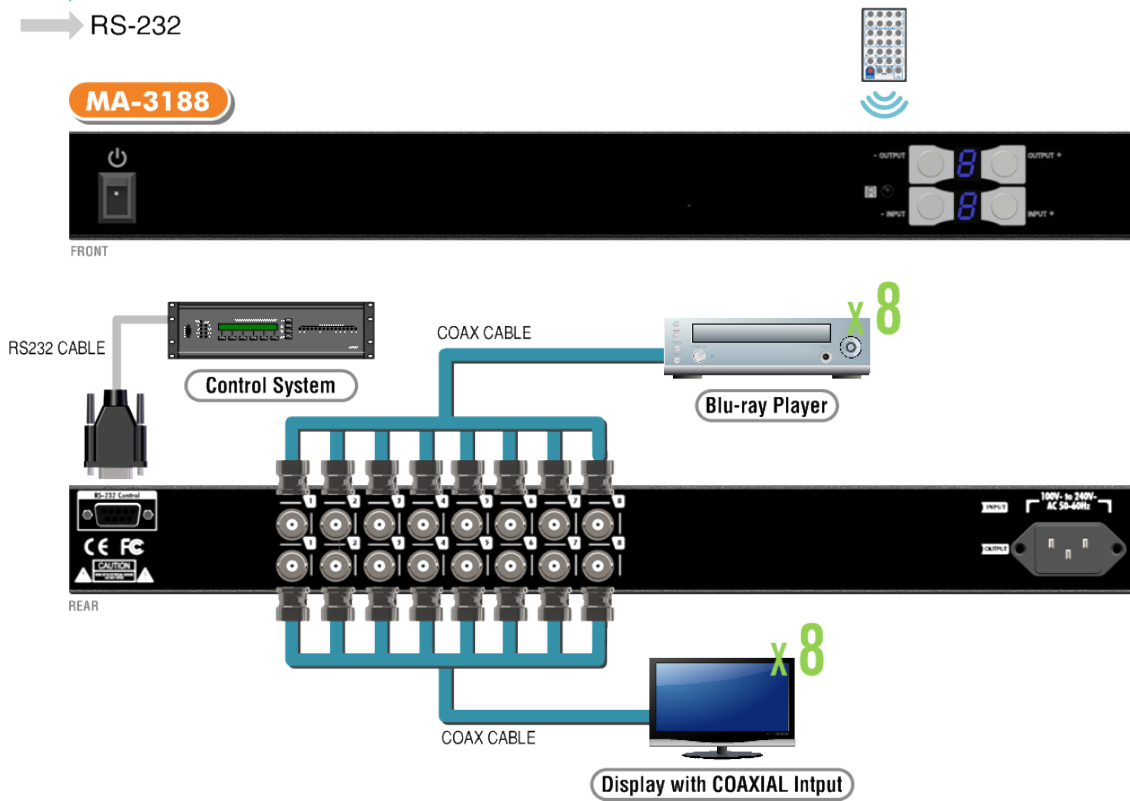 RS-232
MA-3188
- OUTPUT 8 OUTPUT +
IR
- INPUT 8 INPUT +
FRONT
RS232 CABLE
Control System
COAX CABLE
X 8
Blu-ray Player
RS-232 Control
1 2 3 4 5 6 7 8
INPUT
100V- to 240V-
AC 50-60Hz
1 2 3 4 5 6 7 8
OUTPUT
CE FC
CAUTION
REAR
X 8
COAX CABLE
Display with COAXIAL Intput